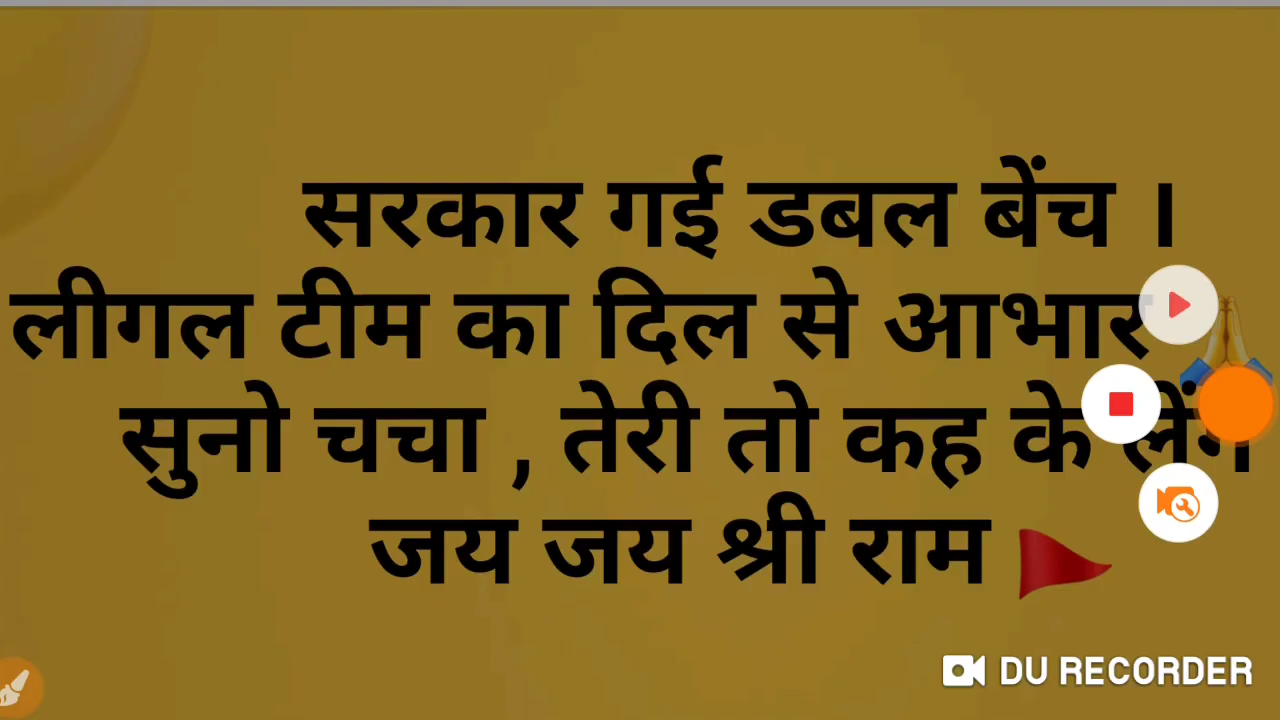 सरकार गई डबल बेंच ।
लीगल टीम का दिल से आभार
सुनो चचा , तेरी तो कह के
जय जय श्री राम
DU RECORDER